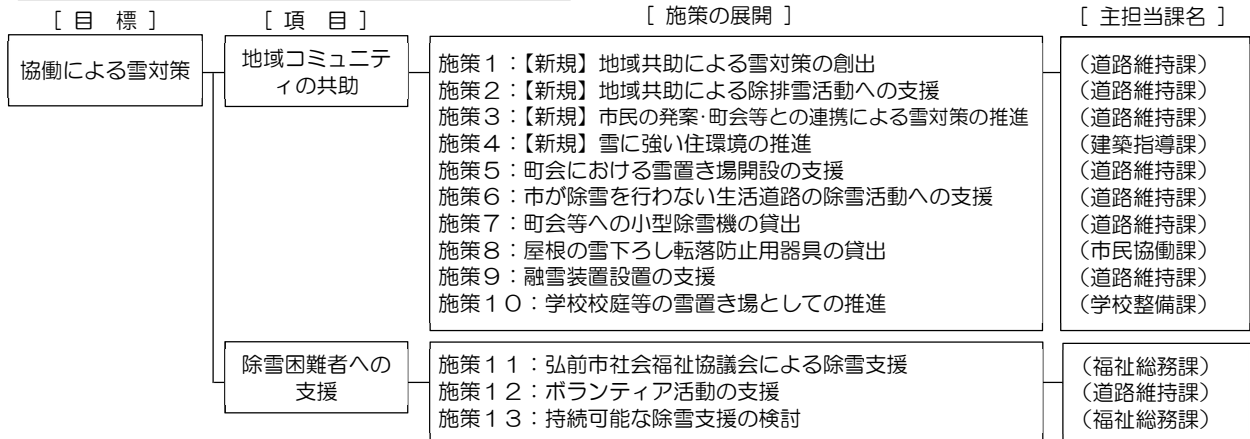 [ 目　標 ]
[ 項　目 ]
[ 施策の展開 ]
[ 主担当課名 ]
協働による雪対策
地域コミュニテ
ィの共助
施策１：【新規】地域共助による雪対策の創出
（道路維持課）
施策２：【新規】地域共助による除排雪活動への支援
（道路維持課）
施策３：【新規】市民の発案･町会等との連携による雪対策の推進
（道路維持課）
施策４：【新規】雪に強い住環境の推進
（建築指導課）
施策５：町会における雪置き場開設の支援
（道路維持課）
施策６：市が除雪を行わない生活道路の除雪活動への支援
（道路維持課）
施策７：町会等への小型除雪機の貸出
（道路維持課）
施策８：屋根の雪下ろし転落防止用器具の貸出
（市民協働課）
施策９：融雪装置設置の支援
（道路維持課）
施策１０：学校校庭等の雪置き場としての推進
（学校整備課）
除雪困難者への
支援
施策１１：弘前市社会福祉協議会による除雪支援
（福祉総務課）
施策１２：ボランティア活動の支援
（道路維持課）
施策１３：持続可能な除雪支援の検討
（福祉総務課）